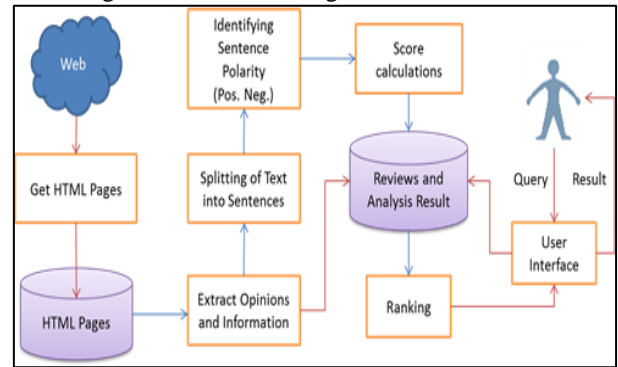 Web
Get HTML Pages
HTML Pages
Identifying
Sentence
Polarity
(Pos. Neg.)
Splitting of Text
into Sentences
Extract Opinions
and Information
Score
calculations
Reviews and
Analysis Result
Ranking
Query Result
User
Interface